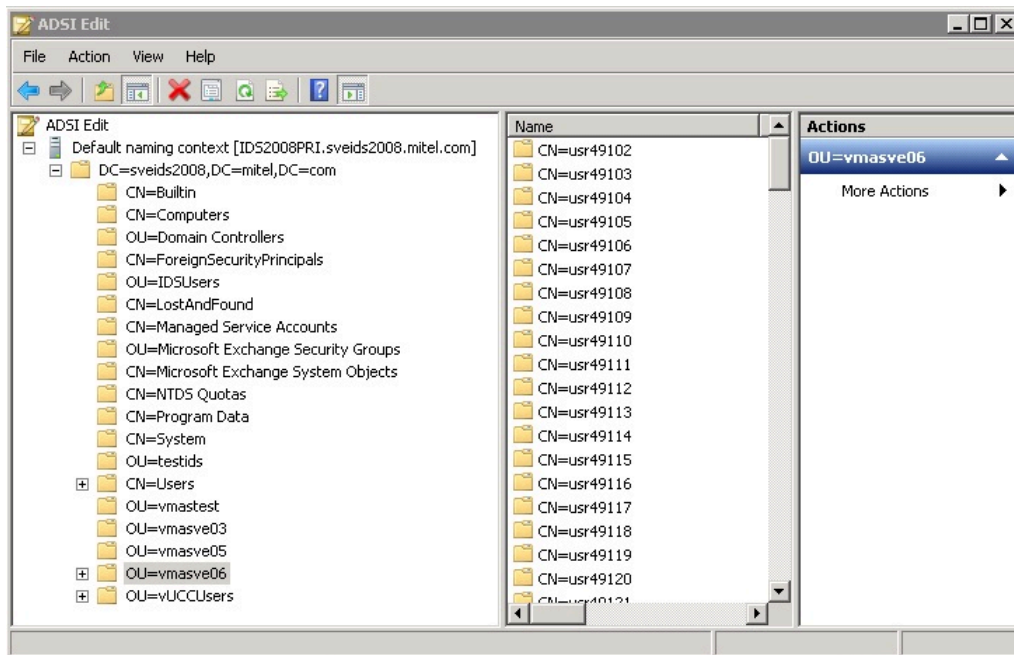 ADSI Edit
File Action View Help
ADSI Edit
Default naming context [IDS2008PRI.sveids2008.mitel.com]
DC=sveids2008,DC=mitel,DC=com
CN=Builtin
CN=Computers
OU=Domain Controllers
CN=ForeignSecurityPrincipals
OU=IDSUsers
CN=LostAndFound
CN=Managed Service Accounts
OU=Microsoft Exchange Security Groups
CN=Microsoft Exchange System Objects
CN=NTDS Quotas
CN=Program Data
CN=System
OU=testids
CN=Users
OU=vmastest
OU=vmasve03
OU=vmasve05
OU=vmasve06
OU=vUCCUsers
Name
CN=usr49102
CN=usr49103
CN=usr49104
CN=usr49105
CN=usr49106
CN=usr49107
CN=usr49108
CN=usr49109
CN=usr49110
CN=usr49111
CN=usr49112
CN=usr49113
CN=usr49114
CN=usr49115
CN=usr49116
CN=usr49117
CN=usr49118
CN=usr49119
CN=usr49120
CN=usr49121
Actions
OU=vmasve06
More Actions